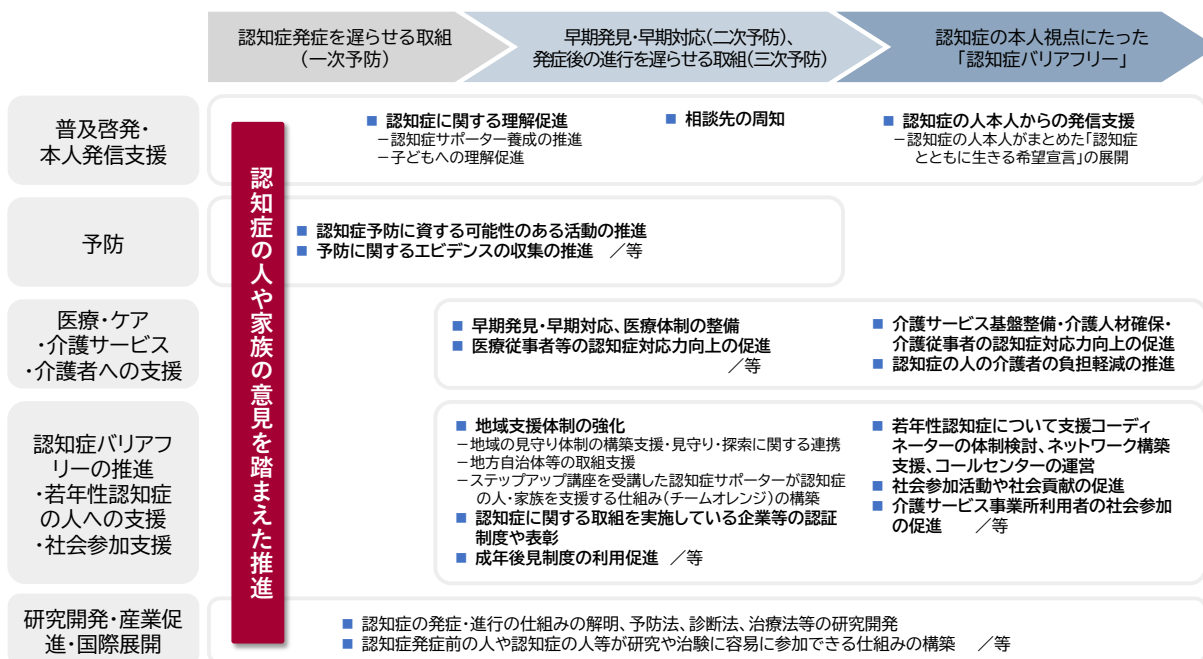 認知症発症を遅らせる取組
(一次予防)
早期発見・早期対応(二次予防)、
発症後の進行を遅らせる取組(三次予防)
認知症の本人視点にたった
「認知症バリアフリー」
認知症の人や家族の意見を踏まえた推進
普及啓発・
本人発信支援
■ 認知症に関する理解促進
－認知症サポーター養成の推進
－子どもへの理解促進
■ 相談先の周知
■ 認知症の人本人からの発信支援
－認知症の人本人がまとめた「認知症
とともに生きる希望宣言」の展開
予防
■ 認知症予防に資する可能性のある活動の推進
■ 予防に関するエビデンスの収集の推進　／等
医療・ケア
・介護サービス
・介護者への支援
■ 早期発見・早期対応、医療体制の整備
■ 医療従事者等の認知症対応力向上の促進
／等
■ 介護サービス基盤整備・介護人材確保・
介護従事者の認知症対応力向上の促進
■ 認知症の人の介護者の負担軽減の推進
認知症バリアフ
リーの推進
・若年性認知症
の人への支援
・社会参加支援
■ 地域支援体制の強化
－地域の見守り体制の構築支援・見守り・探索に関する連携
－地方自治体等の取組支援
－ステップアップ講座を受講した認知症サポーターが認知症
の人・家族を支援する仕組み(チームオレンジ)の構築
■ 認知症に関する取組を実施している企業等の認証
制度や表彰
■ 成年後見制度の利用促進　／等
■ 若年性認知症について支援コーディ
ネーターの体制検討、ネットワーク構築
支援、コールセンターの運営
■ 社会参加活動や社会貢献の促進
■ 介護サービス事業所利用者の社会参加
の促進　／等
研究開発・産業促
進・国際展開
■ 認知症の発症・進行の仕組みの解明、予防法、診断法、治療法等の研究開発
■ 認知症発症前の人や認知症の人等が研究や治験に容易に参加できる仕組みの構築　／等